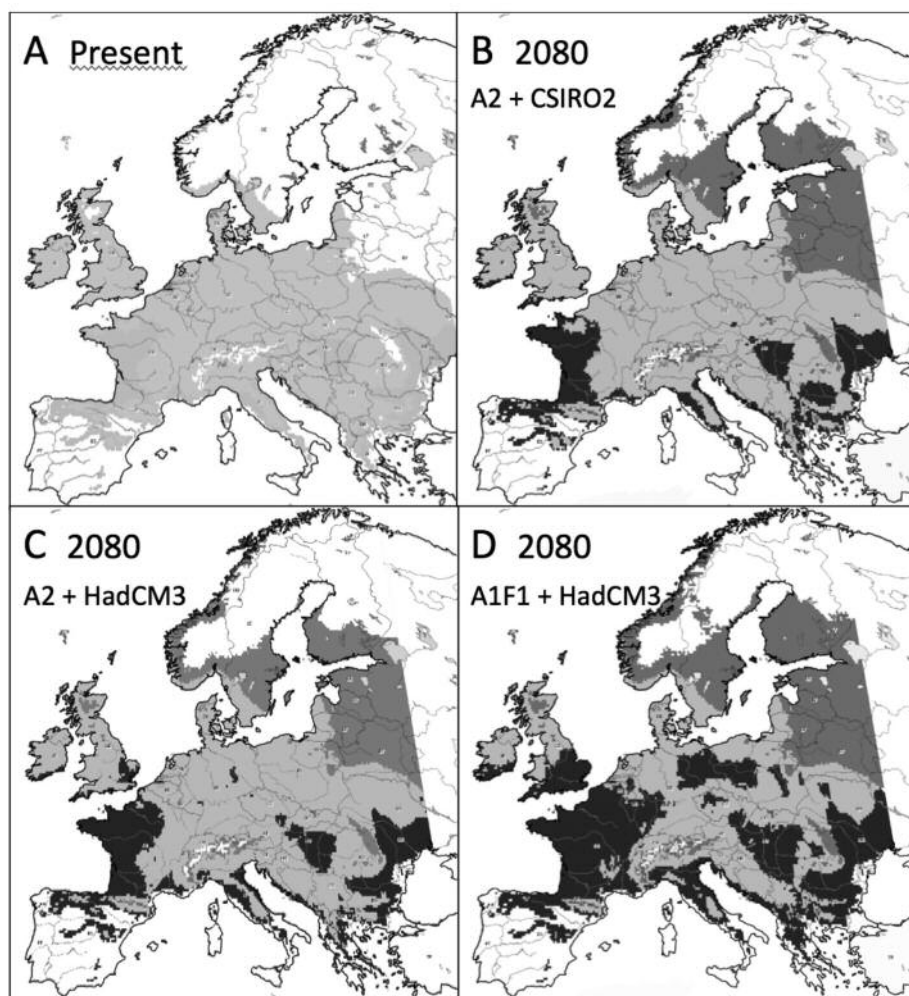 A Present
B 2080
A2 + CSIRO2
C 2080
A2 + HadCM3
D 2080
A1F1 + HadCM3